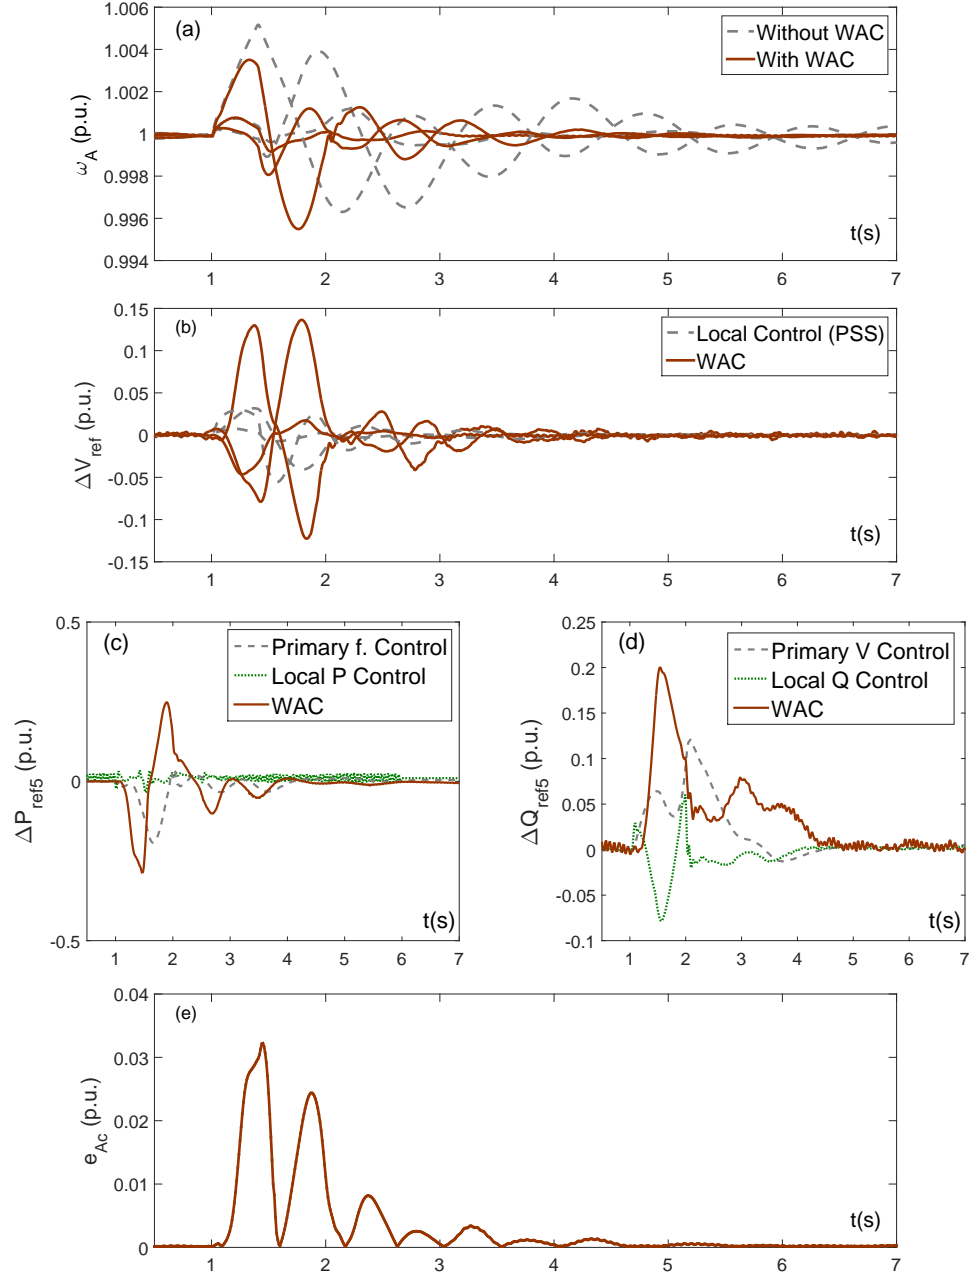 1.006
(a)
Without WAC
With WAC
1.004
1.002
1
0.998
0.996
0.994
ω_A (p.u.)
t(s)
1 2 3 4 5 6 7
0.15
(b)
Local Control (PSS)
WAC
0.1
0.05
0
-0.05
-0.1
-0.15
ΔV_ref (p.u.)
t(s)
1 2 3 4 5 6 7
0.5
(c)
Primary f. Control
Local P Control
WAC
0
-0.5
ΔP_ref5 (p.u.)
t(s)
1 2 3 4 5 6 7
0.25
(d)
Primary V Control
Local Q Control
WAC
0.2
0.15
0.1
0.05
0
-0.05
-0.1
ΔQ_ref5 (p.u.)
t(s)
1 2 3 4 5 6 7
0.04
(e)
0.03
0.02
0.01
0
e_Ac (p.u.)
t(s)
1 2 3 4 5 6 7